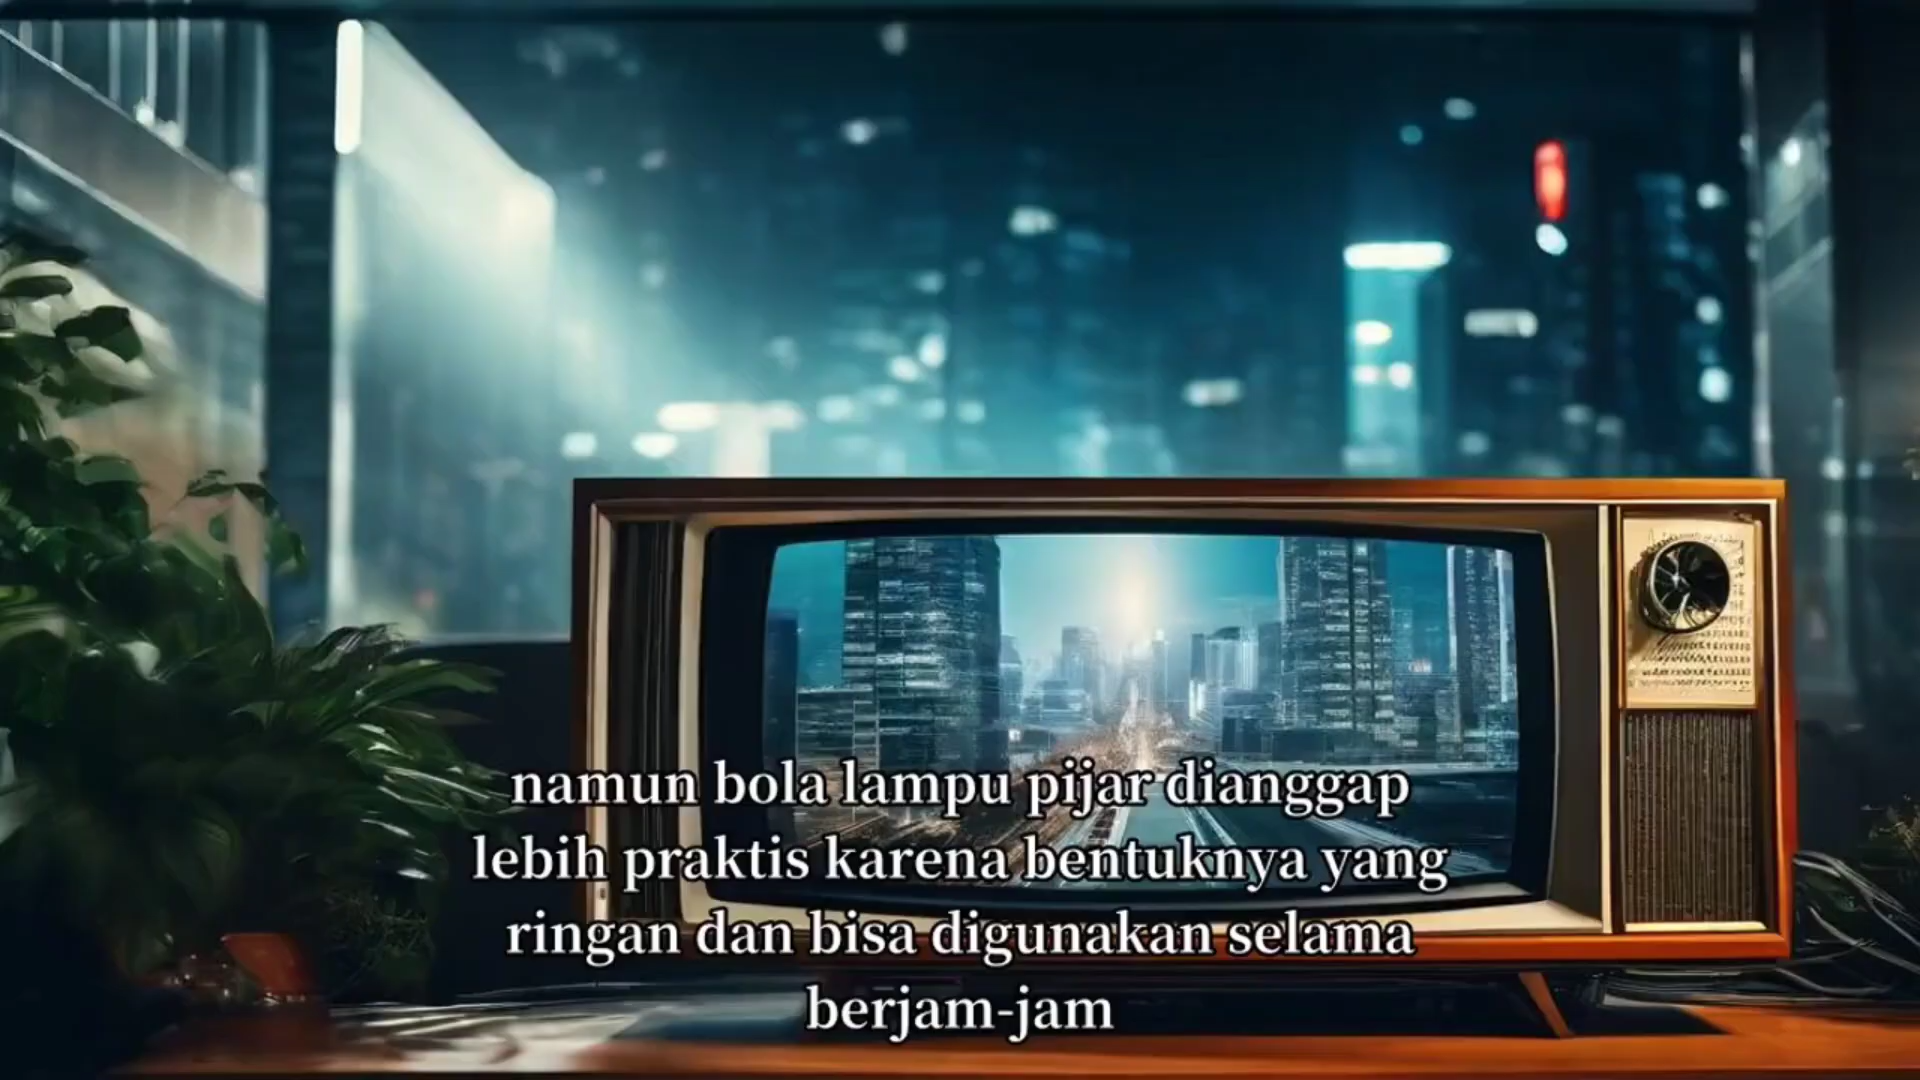 namun bola lampu pijar dianggap
lebih praktis karena bentuknya yang
ringan dan bisa digunakan selama
berjam-jam